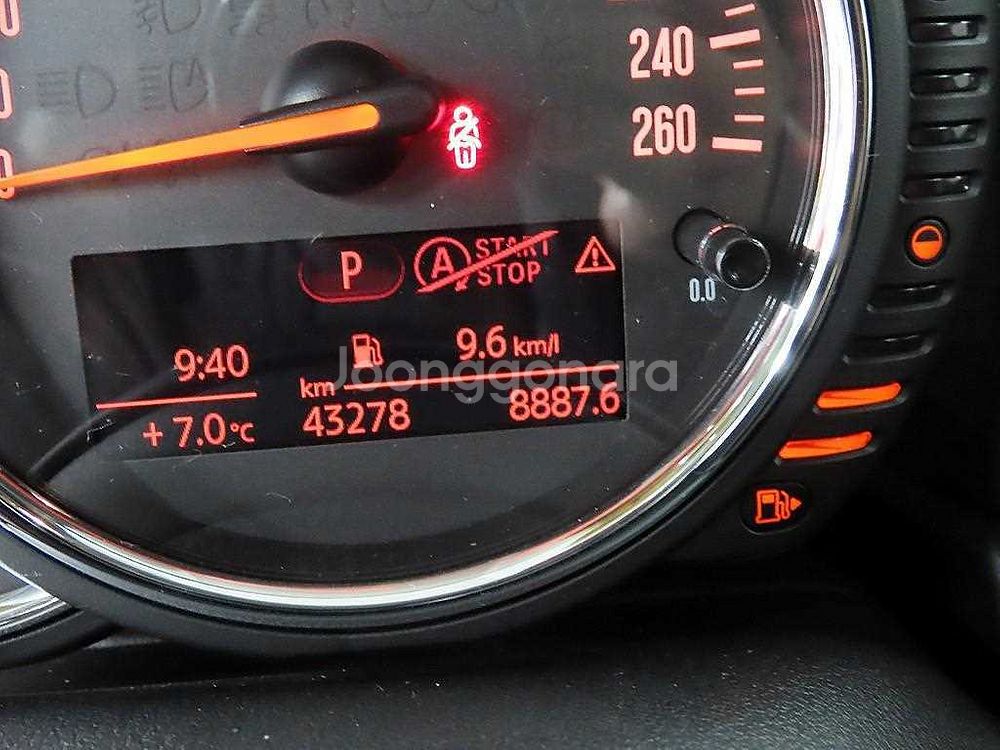 240
260
P
A START
STOP
0.0
9:40
9.6 km/l
Joonggonara
km
+ 7.0°C
43278
8887.6